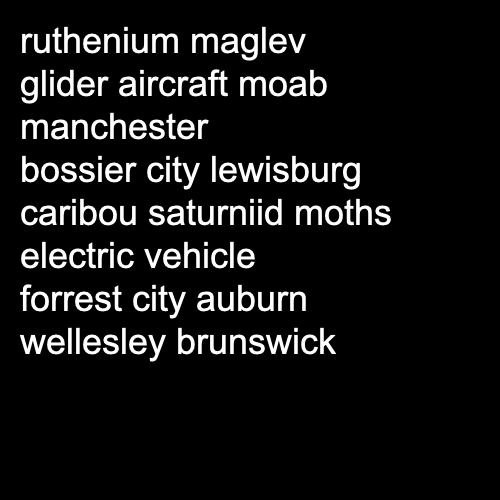 ruthenium maglev
glider aircraft moab
manchester
bossier city lewisburg
caribou saturniid moths
electric vehicle
forrest city auburn
wellesley brunswick